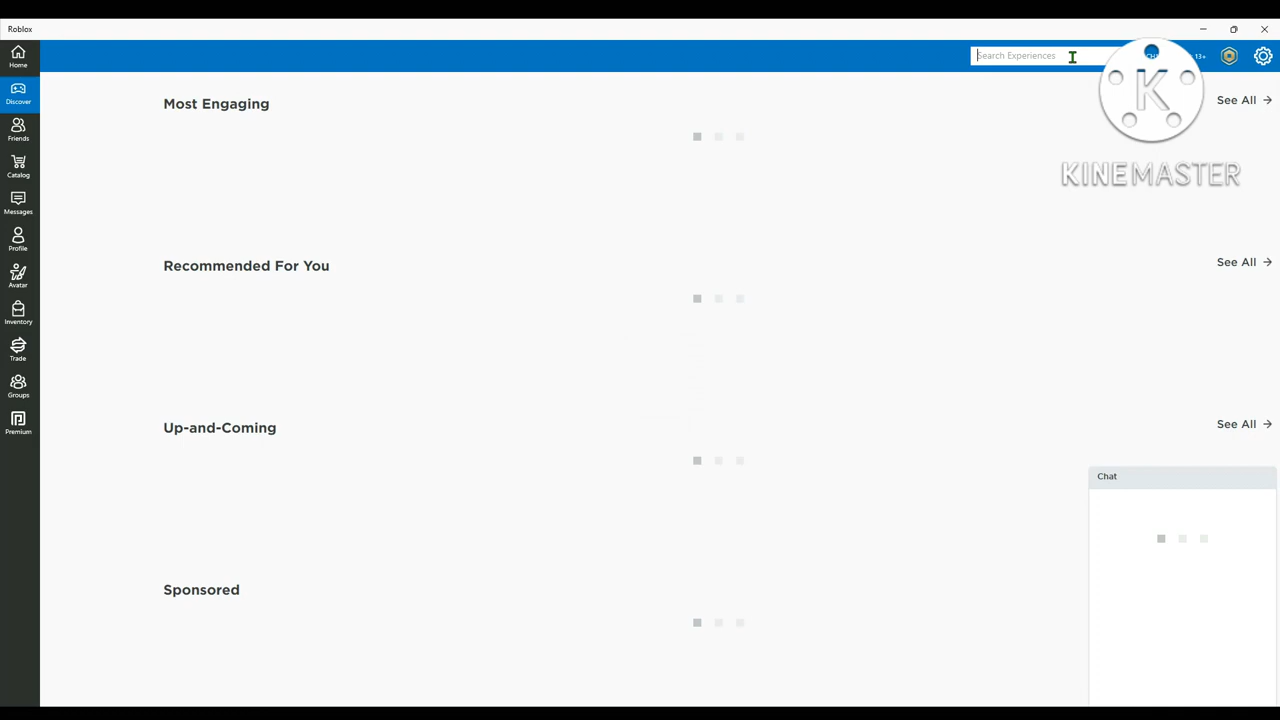 Roblox
Home
Discover
Friends
Catalog
Messages
Profile
Avatar
Inventory
Trade
Groups
Premium
Search Experiences
13+
K
KINEMASTER
Most Engaging
See All
Recommended For You
See All
Up-and-Coming
See All
Sponsored
Chat